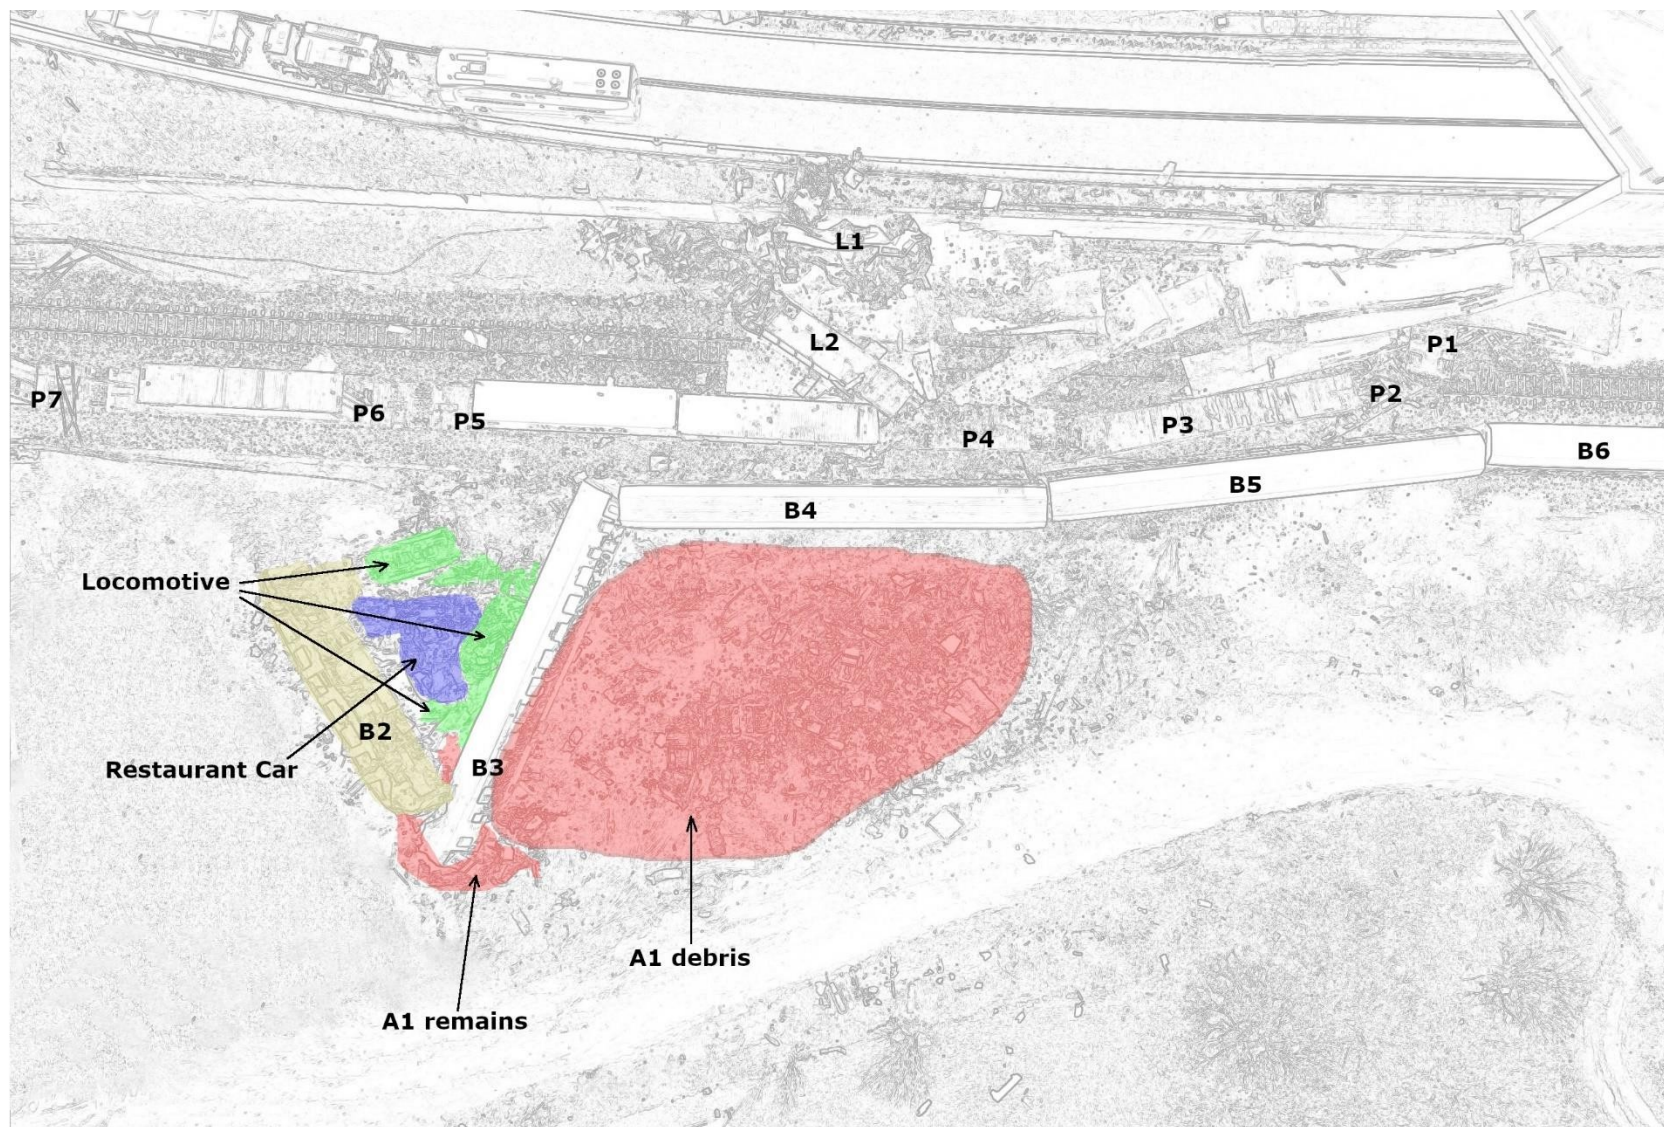 L1
L2
P1
P7
P6
P5
P4
P3
P2
B6
B5
B4
Locomotive
B2
Restaurant Car
B3
A1 debris
A1 remains